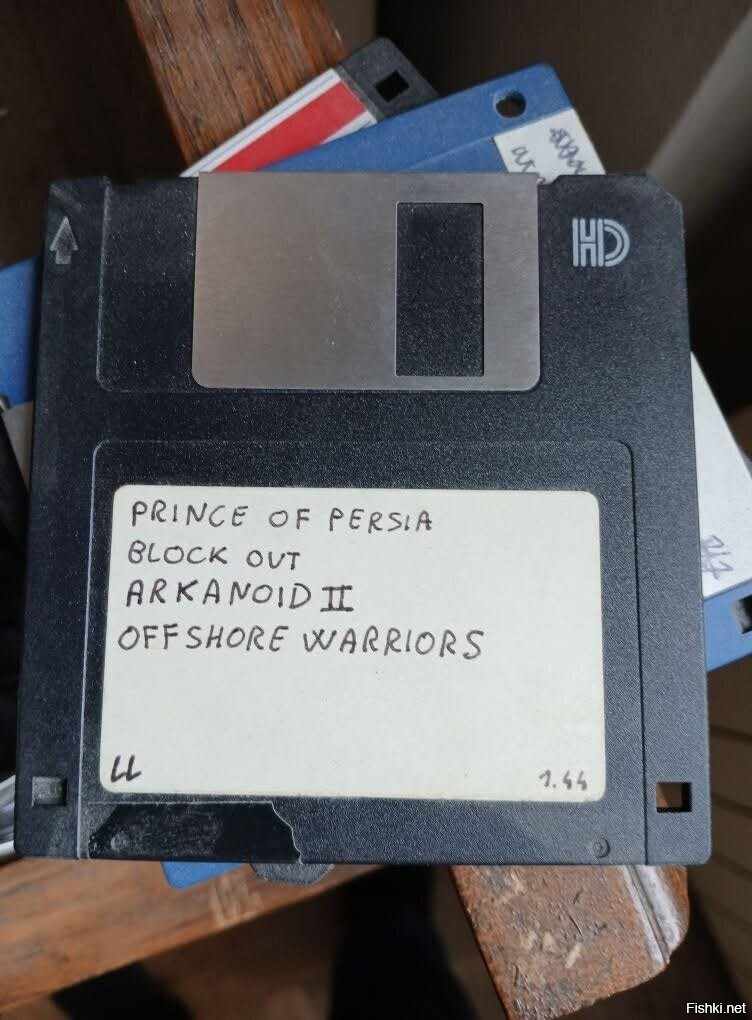 HD
PRINCE OF PERSIA
BLOCK OUT
ARKANOID II
OFFSHORE WARRIORS
LL
1.44
Fishki.net